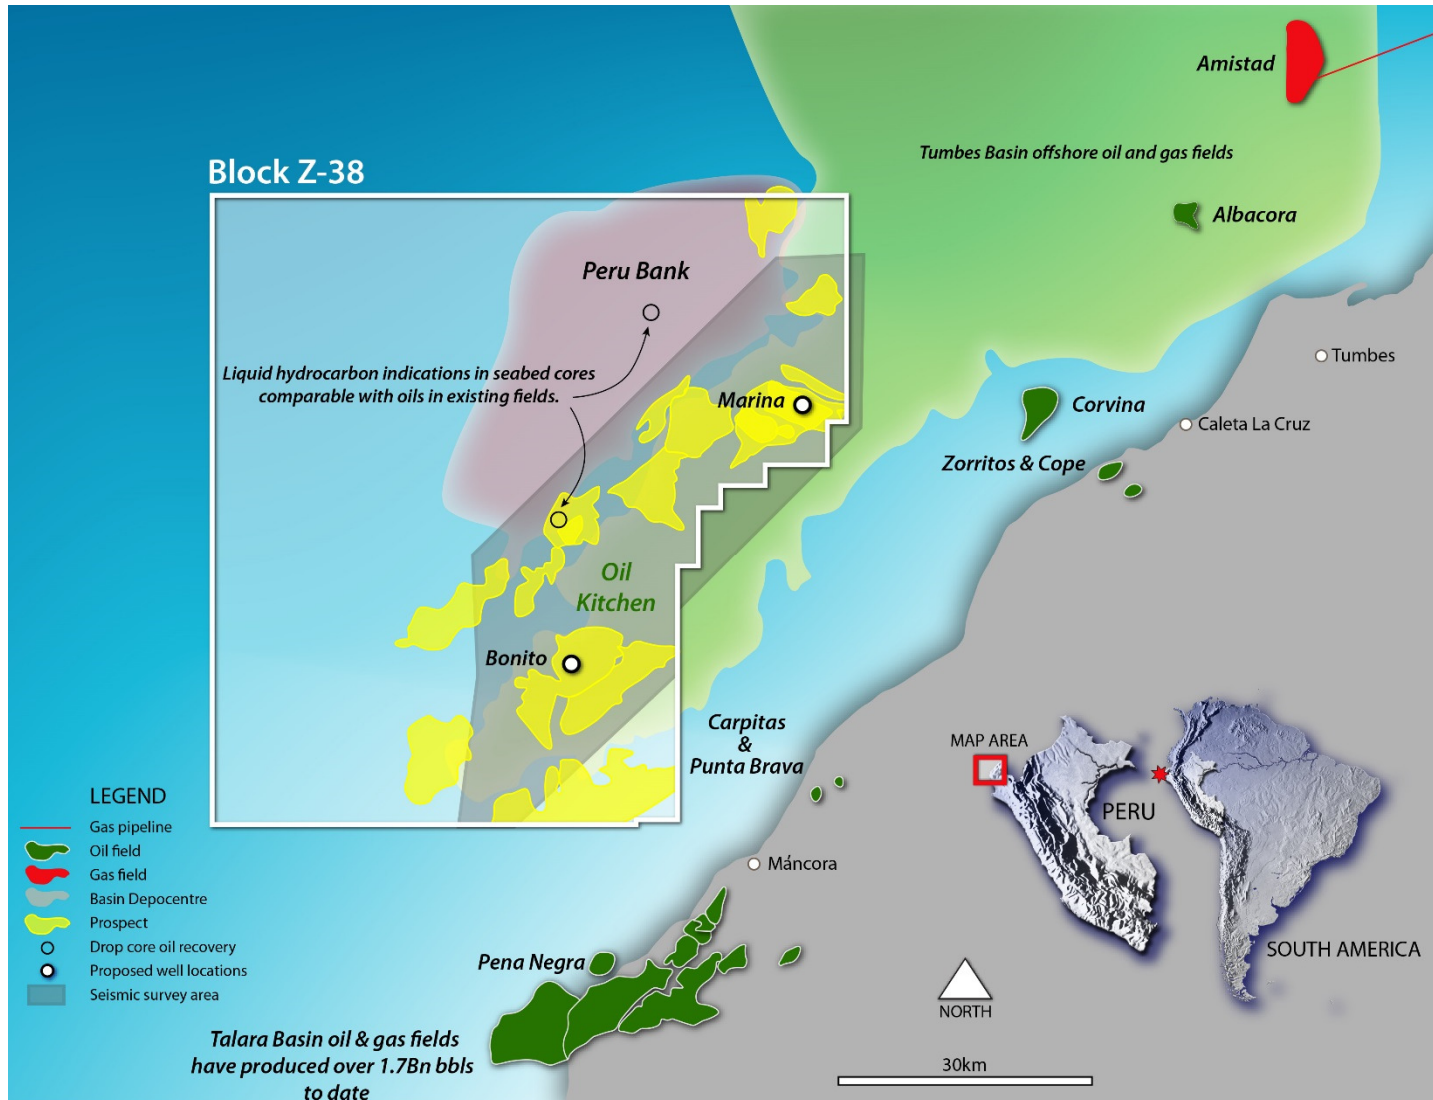 Amistad
Tumbes Basin offshore oil and gas fields
Block Z-38
Albacora
Peru Bank
Tumbes
Liquid hydrocarbon indications in seabed cores
comparable with oils in existing fields.
Marina
Corvina
Caleta La Cruz
Zorritos & Cope
Oil
Kitchen
Bonito
Carpitas
&
Punta Brava
MAP AREA
PERU
SOUTH AMERICA
LEGEND
Gas pipeline
Oil field
Gas field
Basin Depocentre
Prospect
Drop core oil recovery
Proposed well locations
Seismic survey area
Máncora
Pena Negra
NORTH
Talara Basin oil & gas fields
have produced over 1.7Bn bbls
to date
30km